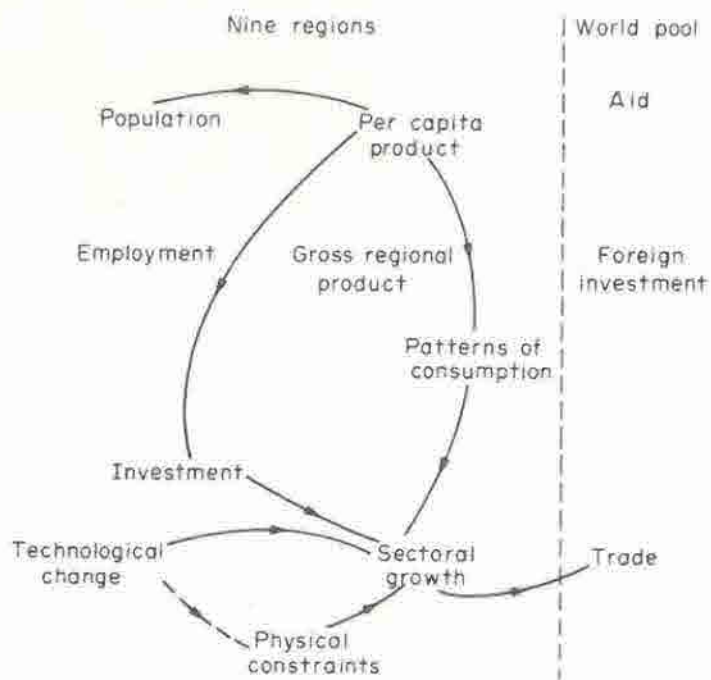 Nine regions
World pool
Aid
Population
Per capita
product
Employment
Gross regional
product
Foreign
investment
Patterns of
consumption
Investment
Technological
change
Sectoral
growth
Trade
Physical
constraints